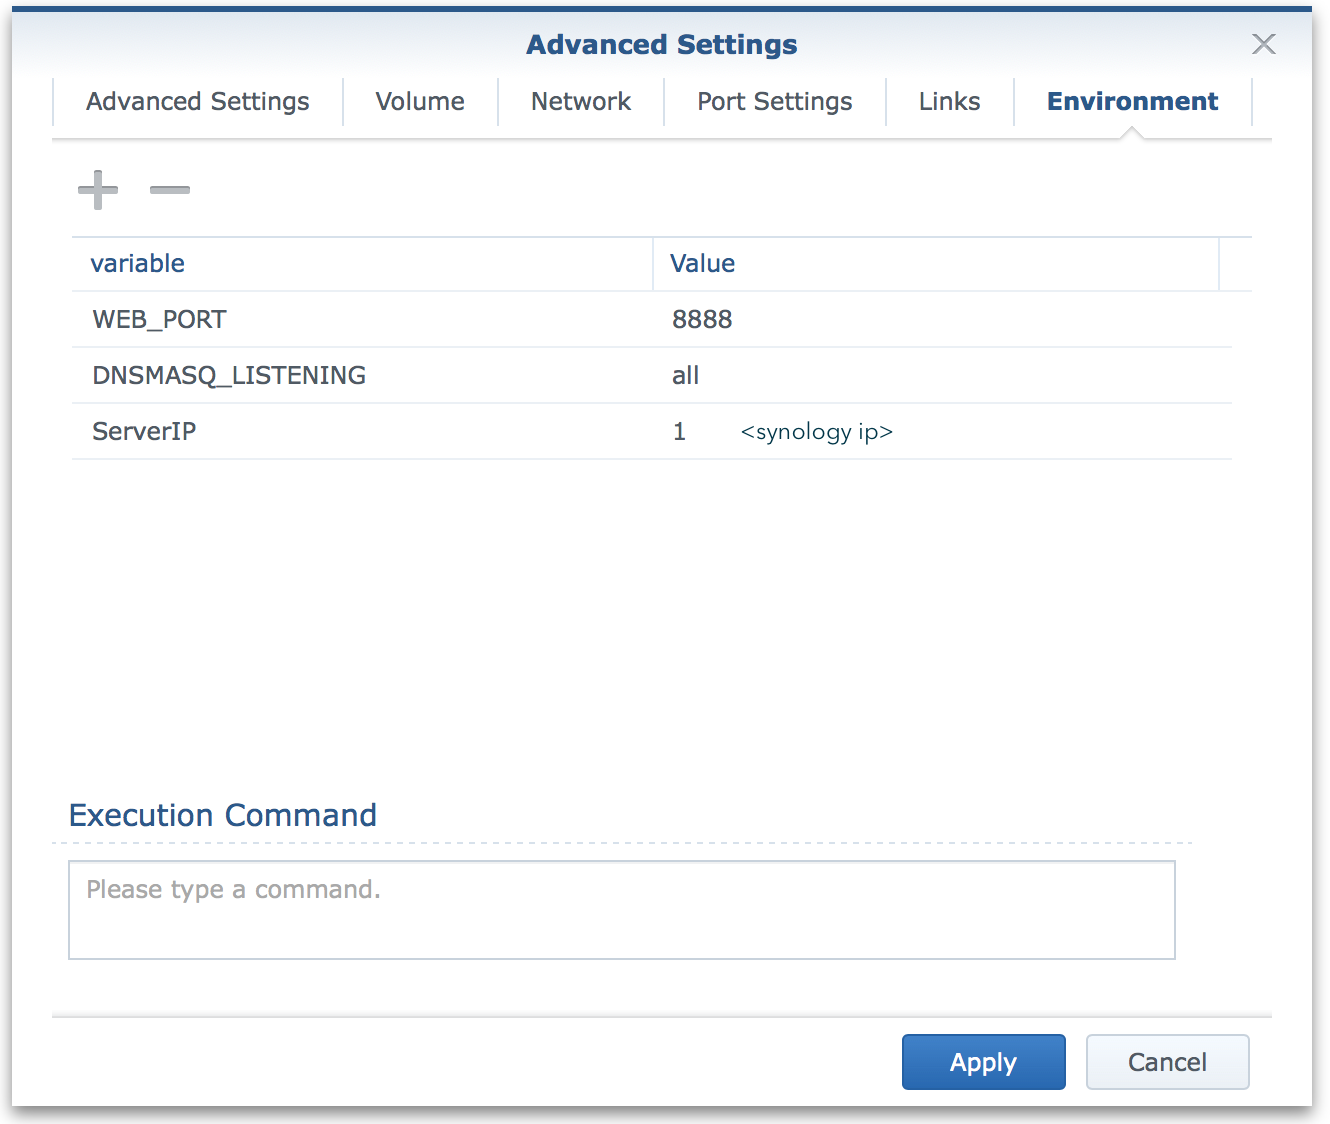 Advanced Settings
Advanced Settings Volume Network Port Settings Links Environment
variable Value
WEB_PORT 8888
DNSMASQ_LISTENING all
ServerIP 1 <synology ip>
Execution Command
Please type a command.
Apply Cancel